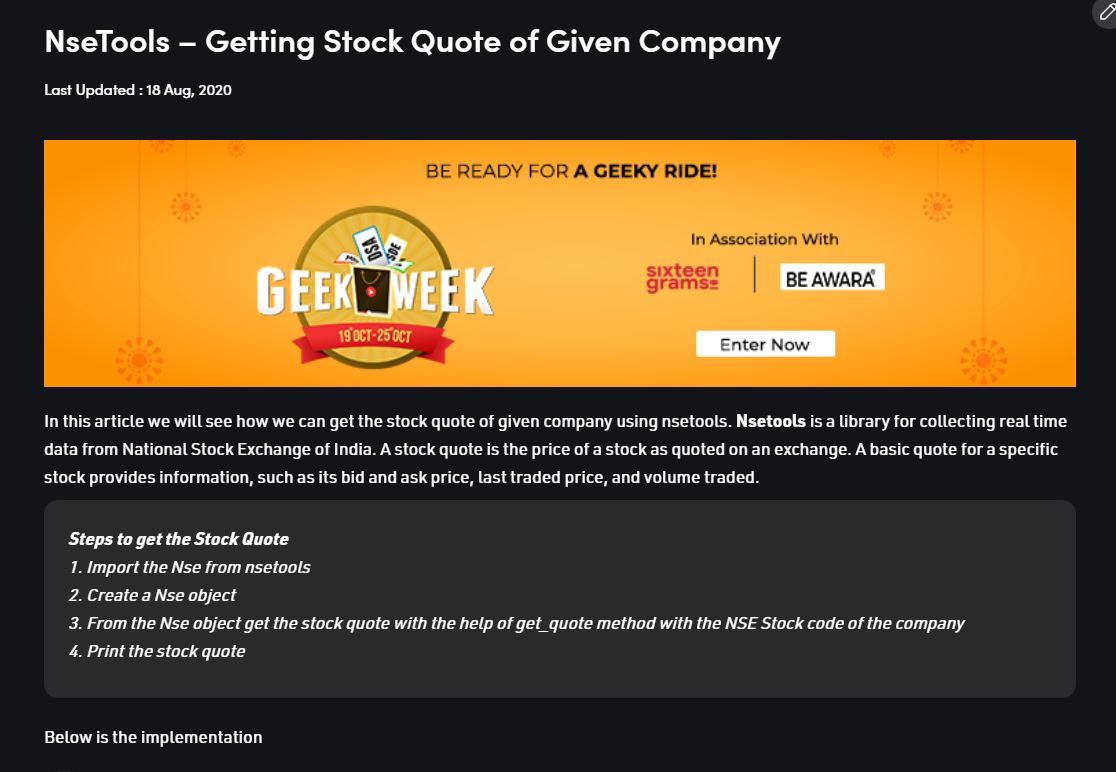 NseTools – Getting Stock Quote of Given Company
Last Updated : 18 Aug, 2020
BE READY FOR A GEEKY RIDE!
DSA
SDE
GEEK WEEK
19 OCT-25 OCT
In Association With
sixteen
grams
BE AWARA
Enter Now
In this article we will see how we can get the stock quote of given company using nsetools. Nsetools is a library for collecting real time
data from National Stock Exchange of India. A stock quote is the price of a stock as quoted on an exchange. A basic quote for a specific
stock provides information, such as its bid and ask price, last traded price, and volume traded.
Steps to get the Stock Quote
1. Import the Nse from nsetools
2. Create a Nse object
3. From the Nse object get the stock quote with the help of get_quote method with the NSE Stock code of the company
4. Print the stock quote
Below is the implementation